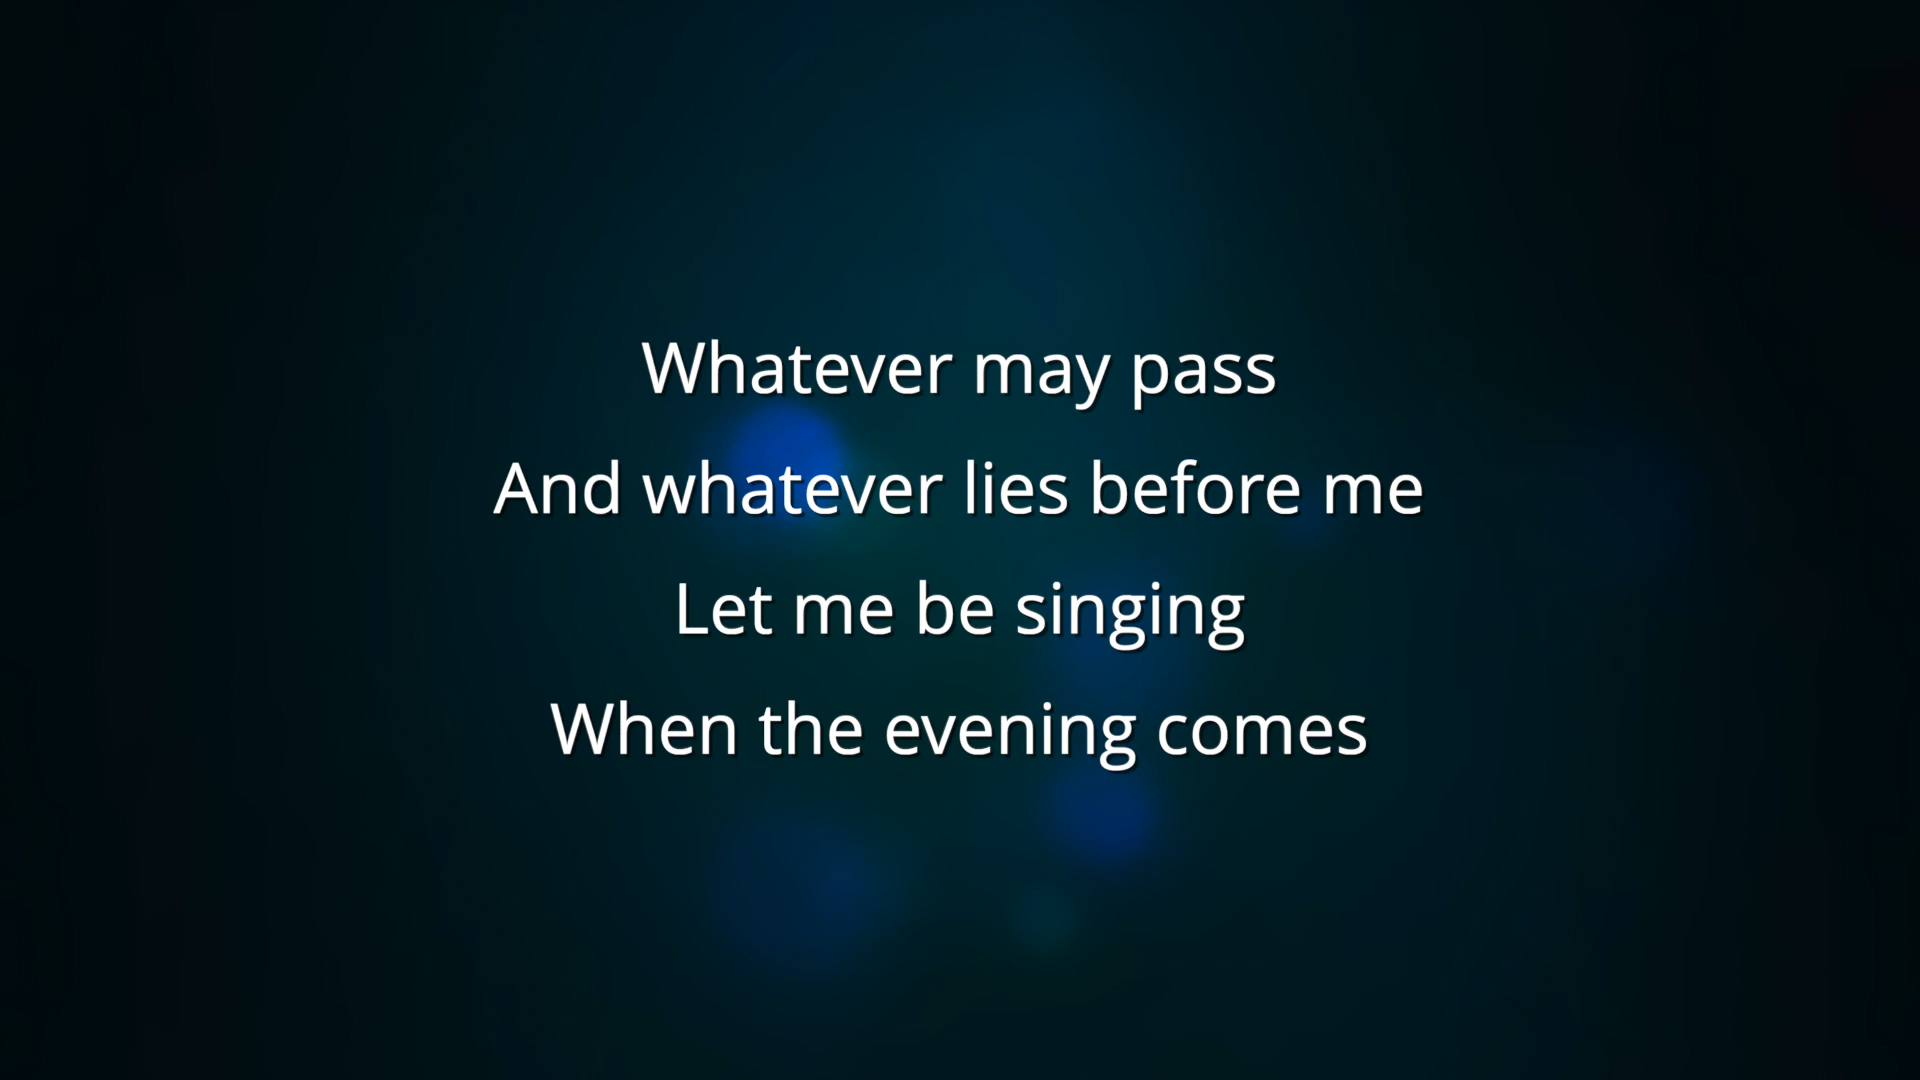 Whatever may pass
And whatever lies before me
Let me be singing
When the evening comes